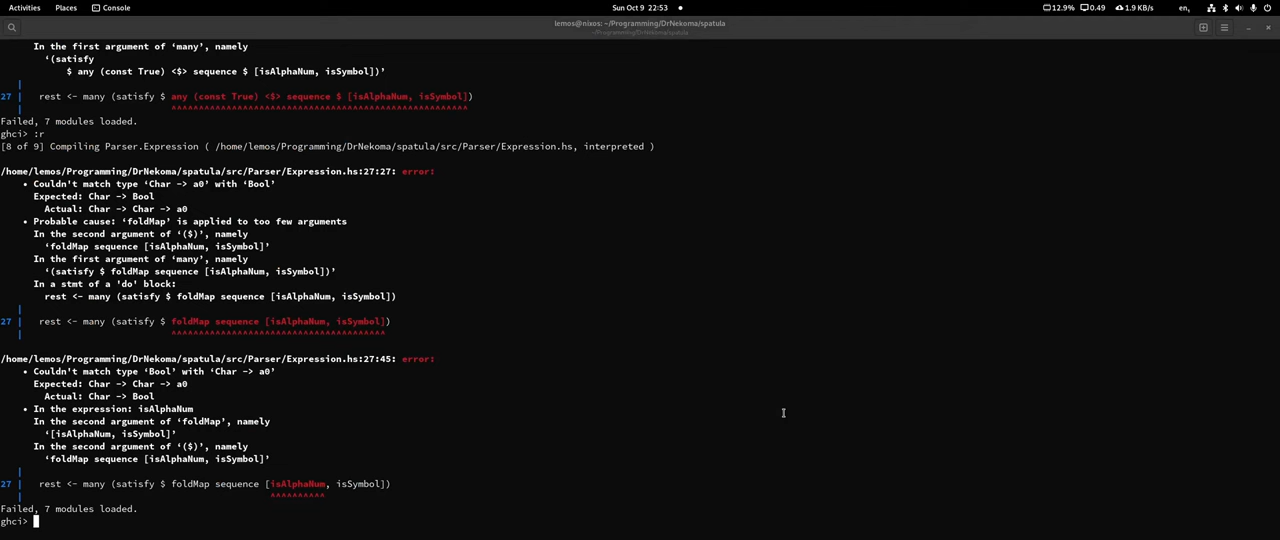 Activities Places Console Sun Oct 9 22:53 12.9% 0.49 1.9 KB/s en,
lemos@nixos: ~/Programming/DrNekoma/spatula
~/Programming/DrNekoma/spatula
In the first argument of ‘many’, namely
‘(satisfy
$ any (const True) <$> sequence $ [isAlphaNum, isSymbol])’
|
27 | rest <- many (satisfy $ any (const True) <$> sequence $ [isAlphaNum, isSymbol])
| ^^^^^^^^^^^^^^^^^^^^^^^^^^^^^^^^^^^^^^^^^^^^^^^^^^^^^^
Failed, 7 modules loaded.
ghci> :r
[8 of 9] Compiling Parser.Expression ( /home/lemos/Programming/DrNekoma/spatula/src/Parser/Expression.hs, interpreted )
/home/lemos/Programming/DrNekoma/spatula/src/Parser/Expression.hs:27:27: error:
• Couldn't match type ‘Char -> a0’ with ‘Bool’
Expected: Char -> Bool
Actual: Char -> Char -> a0
• Probable cause: ‘foldMap’ is applied to too few arguments
In the second argument of ‘($)’, namely
‘foldMap sequence [isAlphaNum, isSymbol]’
In the first argument of ‘many’, namely
‘(satisfy $ foldMap sequence [isAlphaNum, isSymbol])’
In a stmt of a 'do' block:
rest <- many (satisfy $ foldMap sequence [isAlphaNum, isSymbol])
|
27 | rest <- many (satisfy $ foldMap sequence [isAlphaNum, isSymbol])
| ^^^^^^^^^^^^^^^^^^^^^^^^^^^^^^^^^^^^^^^
/home/lemos/Programming/DrNekoma/spatula/src/Parser/Expression.hs:27:45: error:
• Couldn't match type ‘Bool’ with ‘Char -> a0’
Expected: Char -> Char -> a0
Actual: Char -> Bool
• In the expression: isAlphaNum
In the second argument of ‘foldMap’, namely
‘[isAlphaNum, isSymbol]’
In the second argument of ‘($)’, namely
‘foldMap sequence [isAlphaNum, isSymbol]’
|
27 | rest <- many (satisfy $ foldMap sequence [isAlphaNum, isSymbol])
| ^^^^^^^^^^
Failed, 7 modules loaded.
ghci>